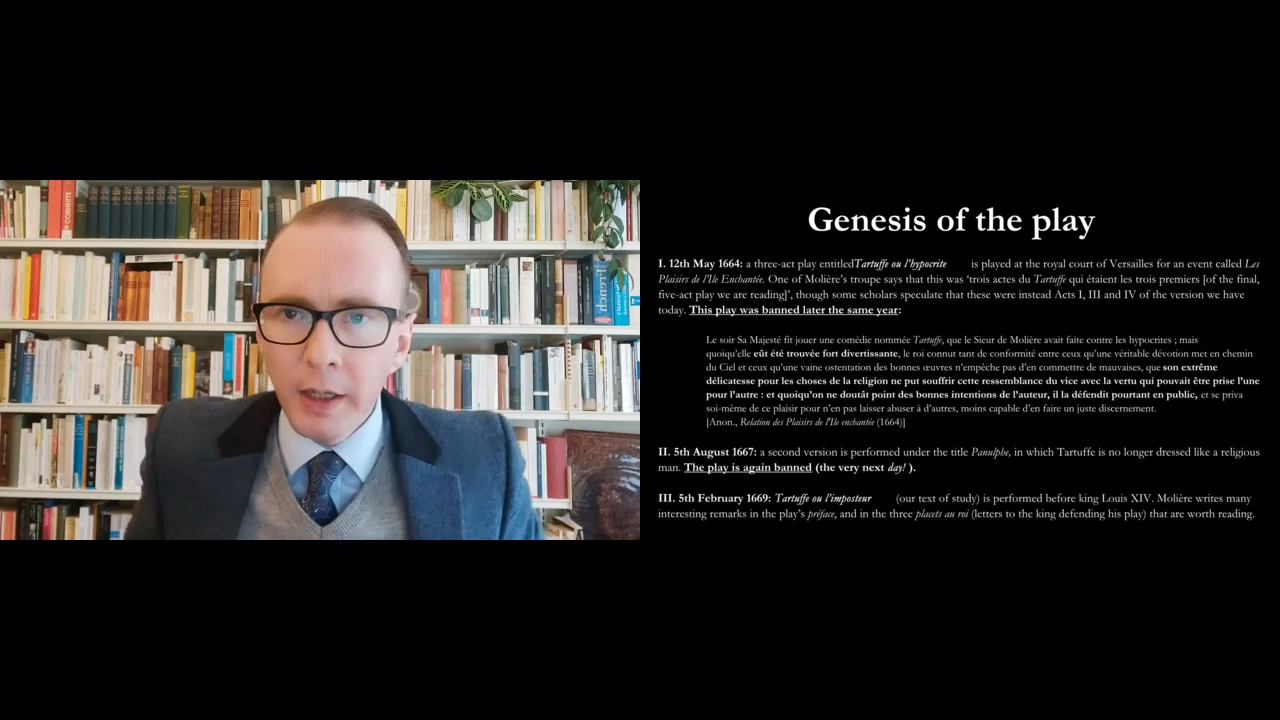 Genesis of the play
I. 12th May 1664: a three-act play entitledTartuffe ou l'hypocrite is played at the royal court of Versailles for an event called Les
Plaisirs de l'Ile Enchantée. One of Molière's troupe says that this was ‘trois actes du Tartuffe qui étaient les trois premiers [of the final,
five-act play we are reading]’, though some scholars speculate that these were instead Acts I, III and IV of the version we have
today. This play was banned later the same year:
Le soir Sa Majesté fit jouer une comédie nommée Tartuffe, que le Sieur de Molière avait faite contre les hypocrites ; mais
quoiqu'elle eût été trouvée fort divertissante, le roi connut tant de conformité entre ceux qu'une véritable dévotion met en chemin
du Ciel et ceux qu'une vaine ostentation des bonnes œuvres n'empêche pas d'en commettre de mauvaises, que son extrême
délicatesse pour les choses de la religion ne put souffrir cette ressemblance du vice avec la vertu qui pouvait être prise l'une
pour l'autre : et quoiqu'on ne doutât point des bonnes intentions de l'auteur, il la défendit pourtant en public, et se priva
soi-même de ce plaisir pour n'en pas laisser abuser à d'autres, moins capable d'en faire un juste discernement.
[Anon., Relation des Plaisirs de l'Ile enchantée (1664)]
II. 5th August 1667: a second version is performed under the title Panulphe, in which Tartuffe is no longer dressed like a religious
man. The play is again banned (the very next day! ).
III. 5th February 1669: Tartuffe ou l'imposteur (our text of study) is performed before king Louis XIV. Molière writes many
interesting remarks in the play's préface, and in the three placets au roi (letters to the king defending his play) that are worth reading.